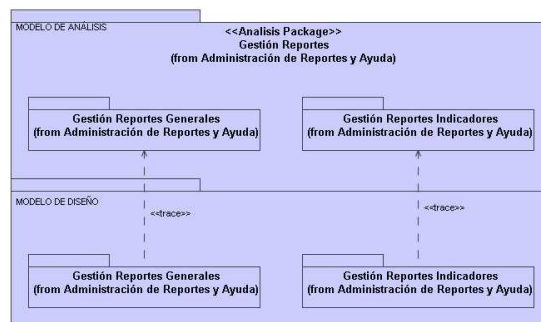 MODELO DE ANÁLISIS
<<Analisis Package>>
Gestión Reportes
(from Administración de Reportes y Ayuda)
Gestión Reportes Generales
(from Administración de Reportes y Ayuda)
Gestión Reportes Indicadores
(from Administración de Reportes y Ayuda)
MODELO DE DISEÑO
<<trace>>
<<trace>>
Gestión Reportes Generales
(from Administración de Reportes y Ayuda)
Gestión Reportes Indicadores
(from Administración de Reportes y Ayuda)